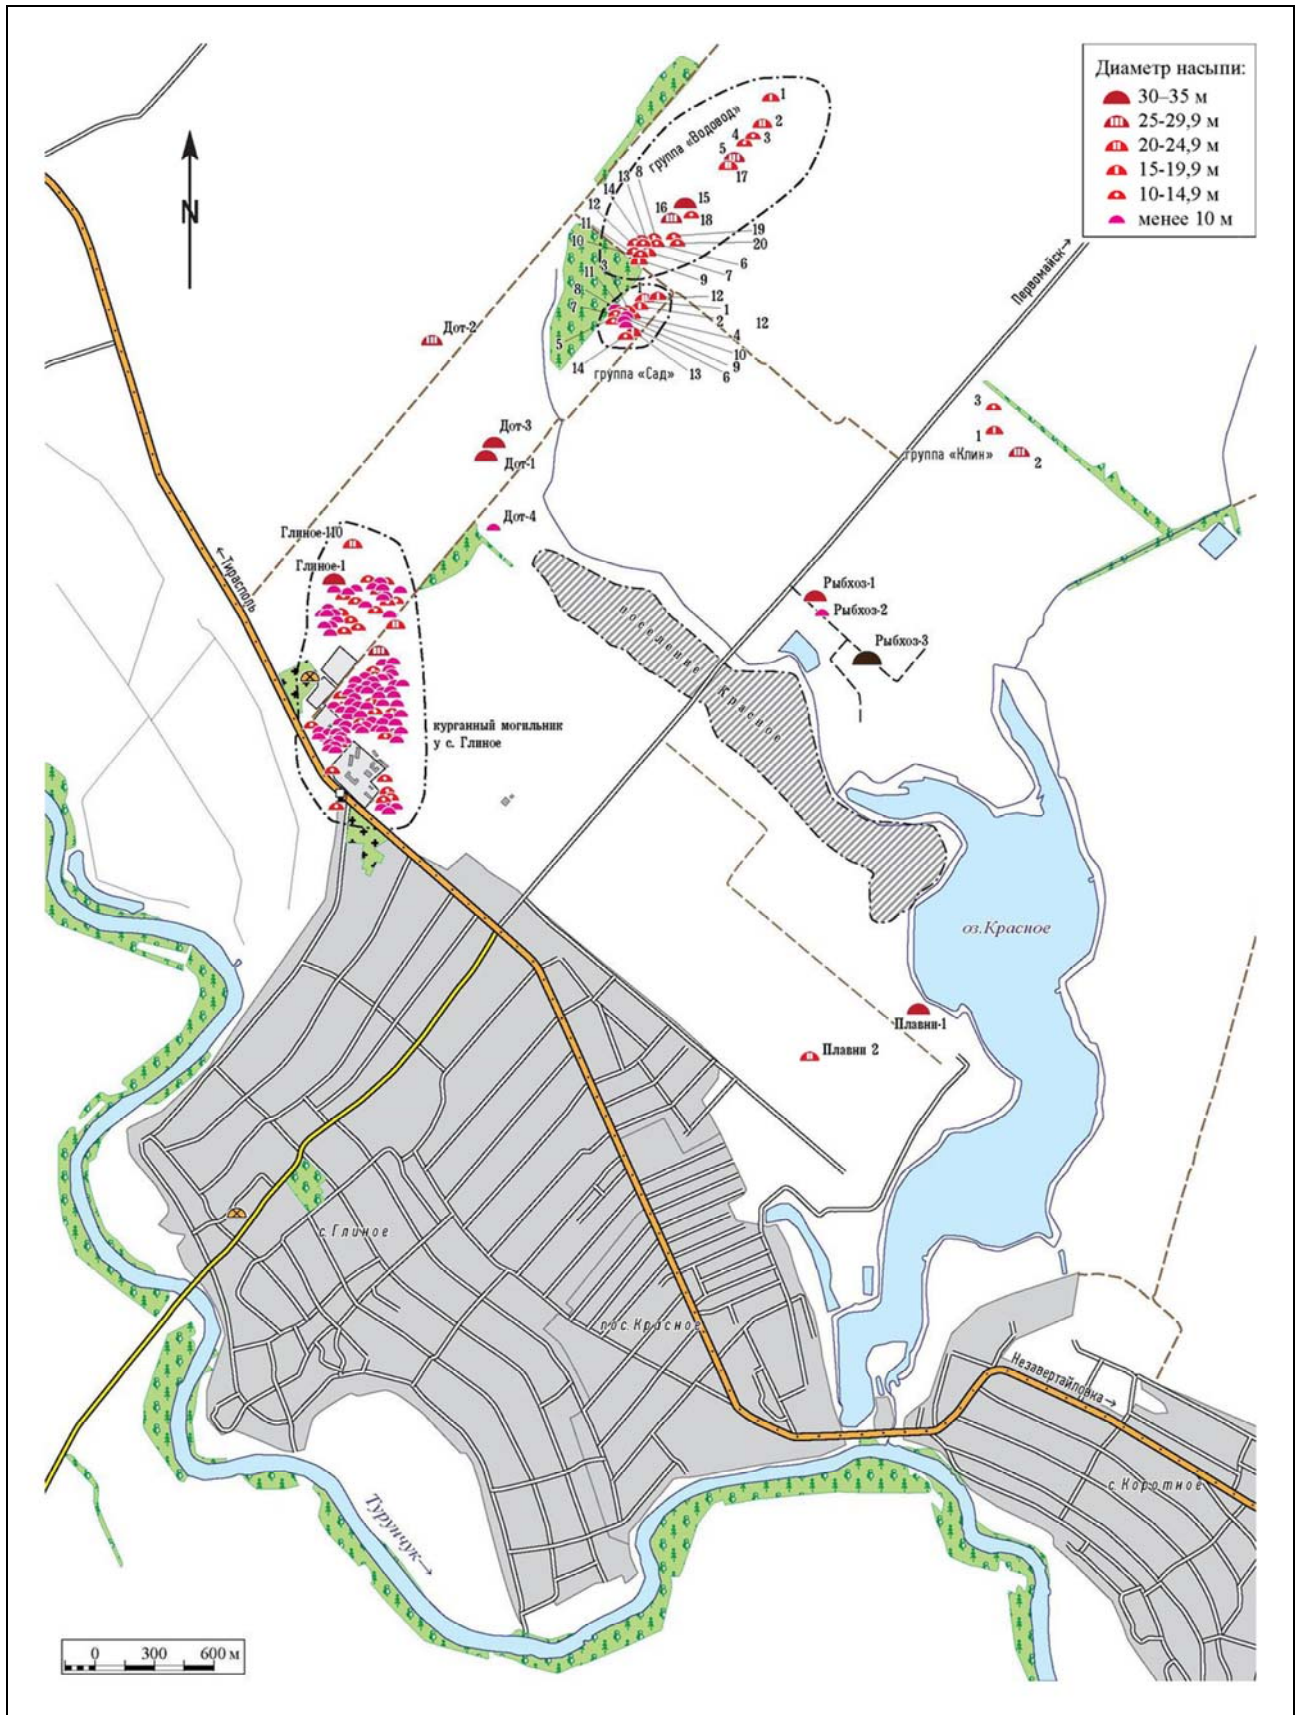 Диаметр насыпи:
30–35 м
25-29,9 м
20-24,9 м
15-19,9 м
10-14,9 м
менее 10 м
N
группа «Водовод»
1
2
3
4
5
17
8
13
14
12
11
10
15
16
18
19
20
6
7
9
3
11
8
7
5
14
1
12
1
2
12
4
10
9
6
13
группа «Сад»
Первомайск→
Дот-2
Дот-3
Дот-1
Дот-4
3
1
2
группа «Клин»
Глиное-110
Глиное-1
←Тирасполь
Рыбхоз-1
Рыбхоз-2
Рыбхоз-3
поселение Красное
курганный могильник
у с. Глиное
оз.Красное
Плавни-1
Плавни 2
с.Глиное
пос.Красное
Незавертайловка→
с.Коротное
Турунчук→
0 300 600 м